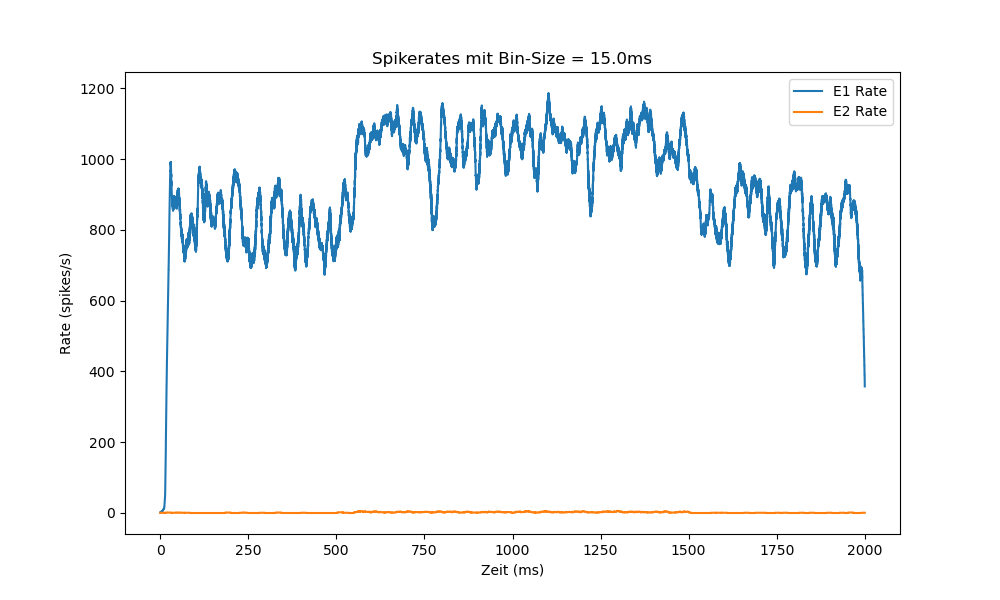 Spikerates mit Bin-Size = 15.0ms
E1 Rate
E2 Rate
Rate (spikes/s)
1200
1000
800
600
400
200
0
0 250 500 750 1000 1250 1500 1750 2000
Zeit (ms)